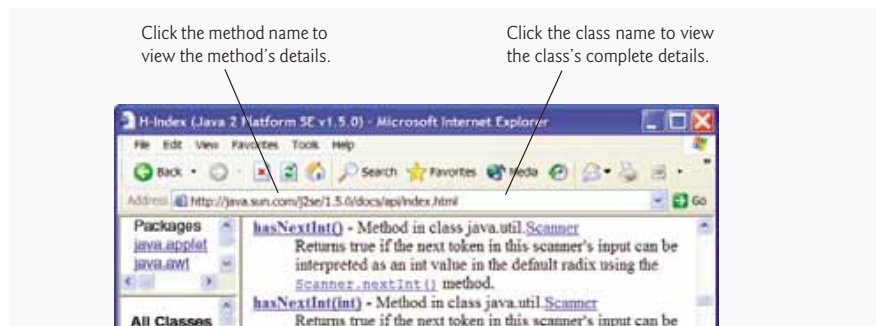 Click the method name to
view the method's details.
Click the class name to view
the class's complete details.
H-Index (Java 2 Platform SE v1.5.0) - Microsoft Internet Explorer
File Edit View Favorites Tools Help
Back Search Favorites Media
Address http://java.sun.com/j2se/1.5.0/docs/api/index.html Go
Packages
java.applet
java.awt
All Classes
hasNextInt() - Method in class java.util.Scanner
Returns true if the next token in this scanner's input can be
interpreted as an int value in the default radix using the
Scanner.nextInt() method.
hasNextInt(int) - Method in class java.util.Scanner
Returns true if the next token in this scanner's input can be